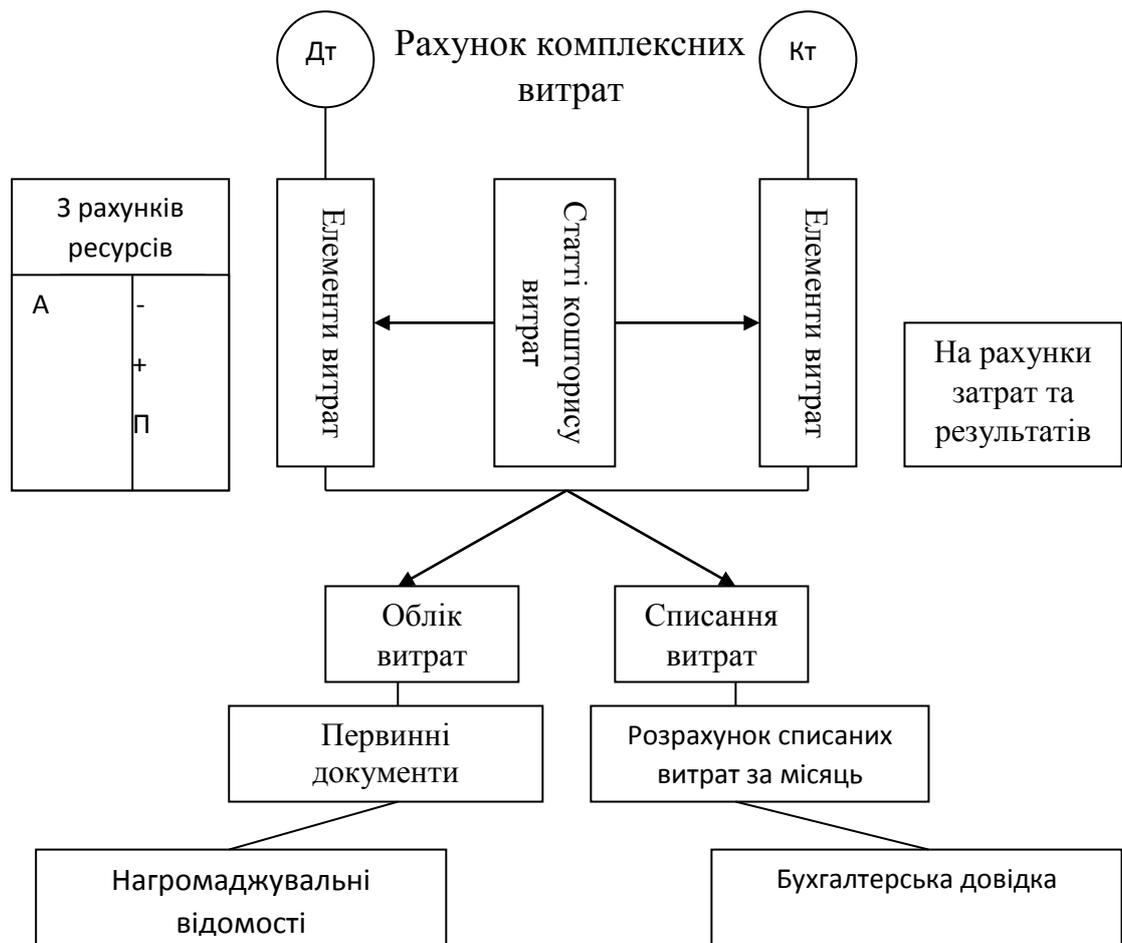 Дт
Рахунок комплексних
витрат
Кт
З рахунків
ресурсів
А
-
+
П
Елементи витрат
Статті кошторису
витрат
Елементи витрат
На рахунки
затрат та
результатів
Облік
витрат
Списання
витрат
Первинні
документи
Розрахунок списаних
витрат за місяць
Нагромаджувальні
відомості
Бухгалтерська довідка